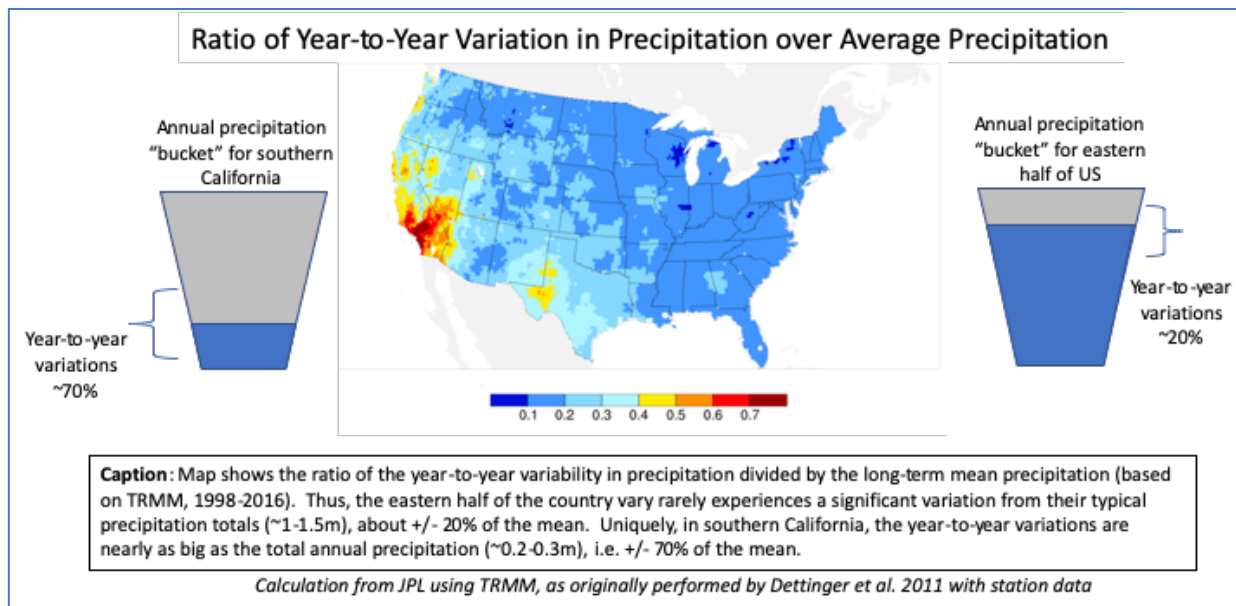 Ratio of Year-to-Year Variation in Precipitation over Average Precipitation
Annual precipitation
“bucket” for southern
California
Year-to-year
variations
~70%
Annual precipitation
“bucket” for eastern
half of US
Year-to-year
variations
~20%
0.1 0.2 0.3 0.4 0.5 0.6 0.7
Caption: Map shows the ratio of the year-to-year variability in precipitation divided by the long-term mean precipitation (based
on TRMM, 1998-2016). Thus, the eastern half of the country vary rarely experiences a significant variation from their typical
precipitation totals (~1-1.5m), about +/- 20% of the mean. Uniquely, in southern California, the year-to-year variations are
nearly as big as the total annual precipitation (~0.2-0.3m), i.e. +/- 70% of the mean.
Calculation from JPL using TRMM, as originally performed by Dettinger et al. 2011 with station data